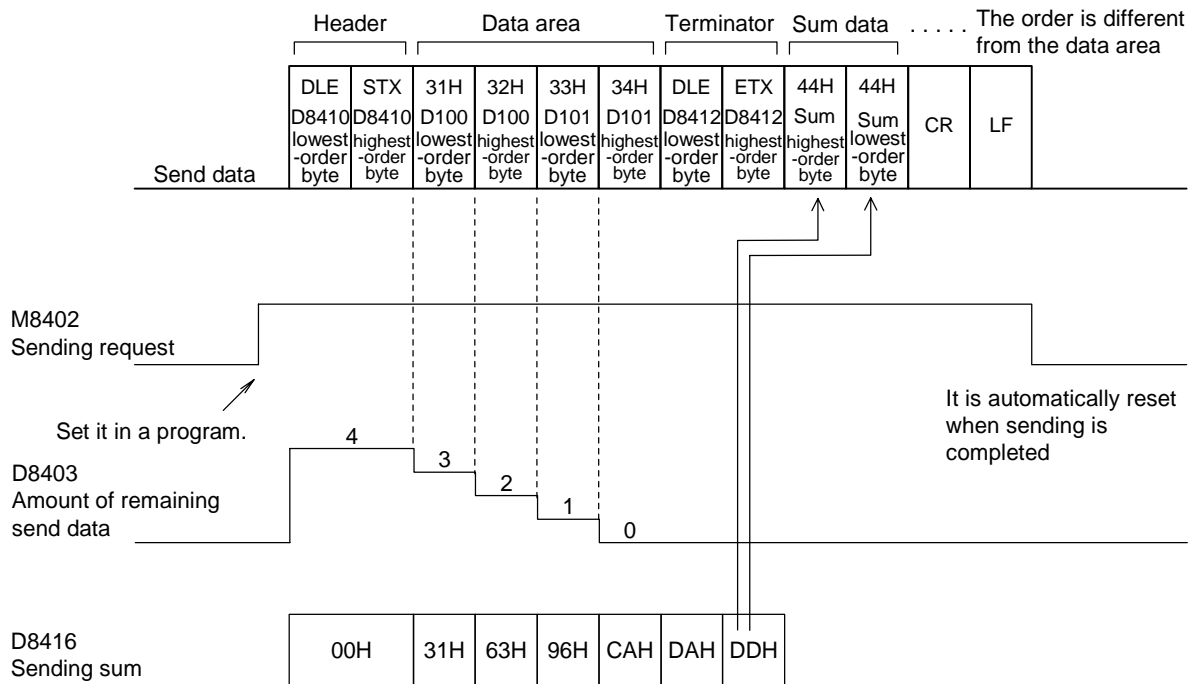 Header Data area Terminator Sum data . . . . . The order is different
from the data area
DLE STX 31H 32H 33H 34H DLE ETX 44H 44H
D8410 D8410 D100 D100 D101 D101 D8412 D8412 Sum Sum CR LF
lowest highest lowest highest lowest highest lowest highest highest lowest
-order -order -order -order -order -order -order -order -order -order
byte byte byte byte byte byte byte byte byte byte
Send data
M8402
Sending request
Set it in a program.
It is automatically reset
when sending is
completed
4
3
2
1
0
D8403
Amount of remaining
send data
D8416
Sending sum
00H 31H 63H 96H CAH DAH DDH